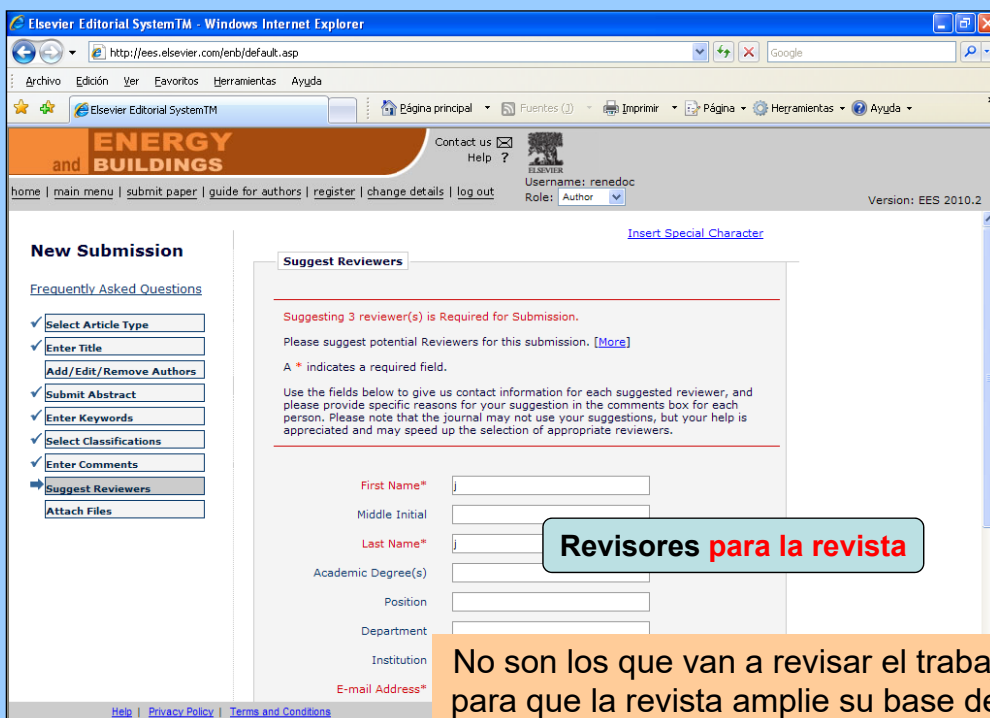 Elsevier Editorial SystemTM - Windows Internet Explorer
http://ees.elsevier.com/enb/default.asp
Google
Archivo Edición Ver Favoritos Herramientas Ayuda
Elsevier Editorial SystemTM
Página principal Fuentes (J) Imprimir Página Herramientas Ayuda
ENERGY
and BUILDINGS
Contact us
Help ?
ELSEVIER
Username: renedoc
Role: Author
home | main menu | submit paper | guide for authors | register | change details | log out
Version: EES 2010.2
Insert Special Character
New Submission
Frequently Asked Questions
Select Article Type
Enter Title
Add/Edit/Remove Authors
Submit Abstract
Enter Keywords
Select Classifications
Enter Comments
Suggest Reviewers
Attach Files
Suggest Reviewers
Suggesting 3 reviewer(s) is Required for Submission.
Please suggest potential Reviewers for this submission. [More]
A * indicates a required field.
Use the fields below to give us contact information for each suggested reviewer, and
please provide specific reasons for your suggestion in the comments box for each
person. Please note that the journal may not use your suggestions, but your help is
appreciated and may speed up the selection of appropriate reviewers.
First Name* j
Middle Initial
Last Name* j
Academic Degree(s)
Position
Department
Institution
E-mail Address*
Revisores para la revista
No son los que van a revisar el traba
para que la revista amplie su base de
Help | Privacy Policy | Terms and Conditions